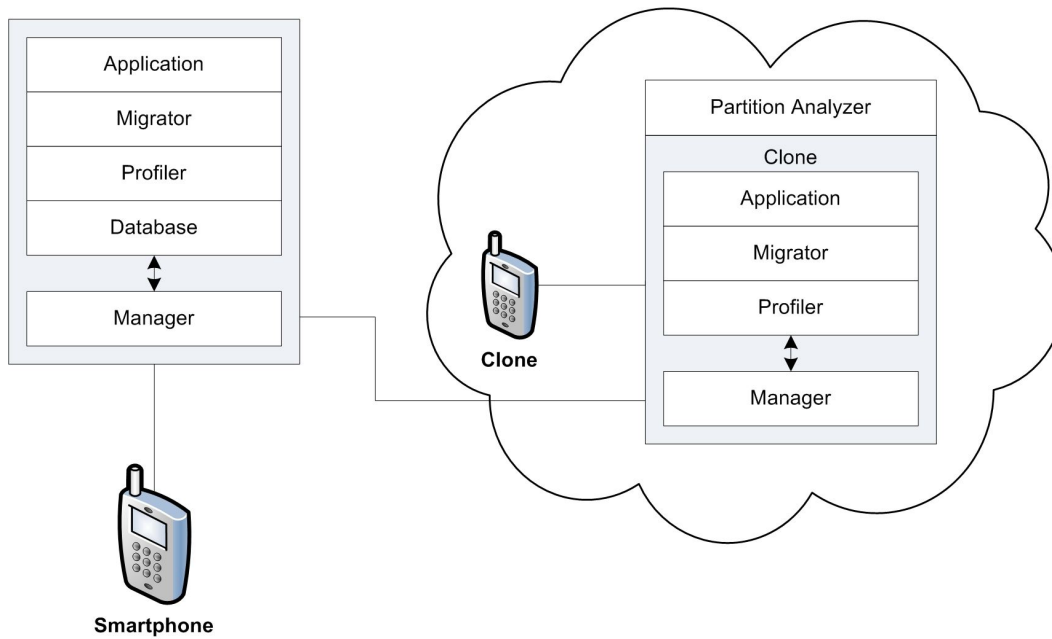 Application
Migrator
Profiler
Database
Manager
Smartphone
Partition Analyzer
Clone
Application
Migrator
Profiler
Manager
Clone